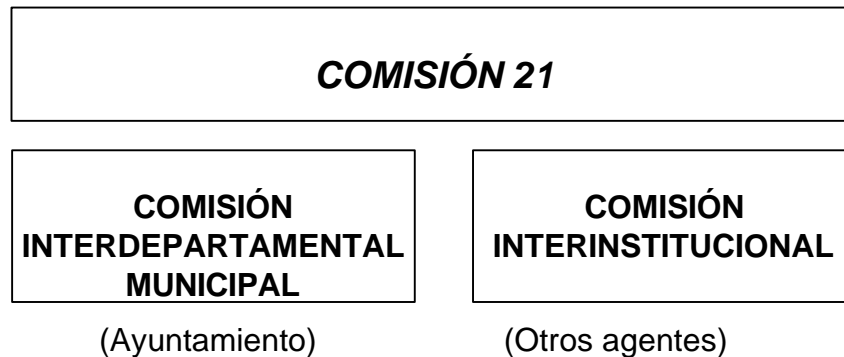 COMISIÓN 21
COMISIÓN
INTERDEPARTAMENTAL
MUNICIPAL
(Ayuntamiento)
COMISIÓN
INTERINSTITUCIONAL
(Otros agentes)